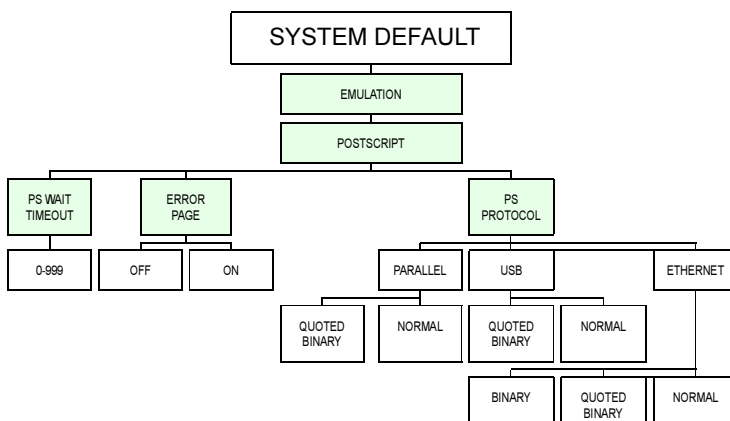 SYSTEM DEFAULT
EMULATION
POSTSCRIPT
PS WAIT
TIMEOUT
ERROR
PAGE
PS
PROTOCOL
0-999
OFF
ON
PARALLEL
USB
ETHERNET
QUOTED
BINARY
NORMAL
QUOTED
BINARY
NORMAL
BINARY
QUOTED
BINARY
NORMAL